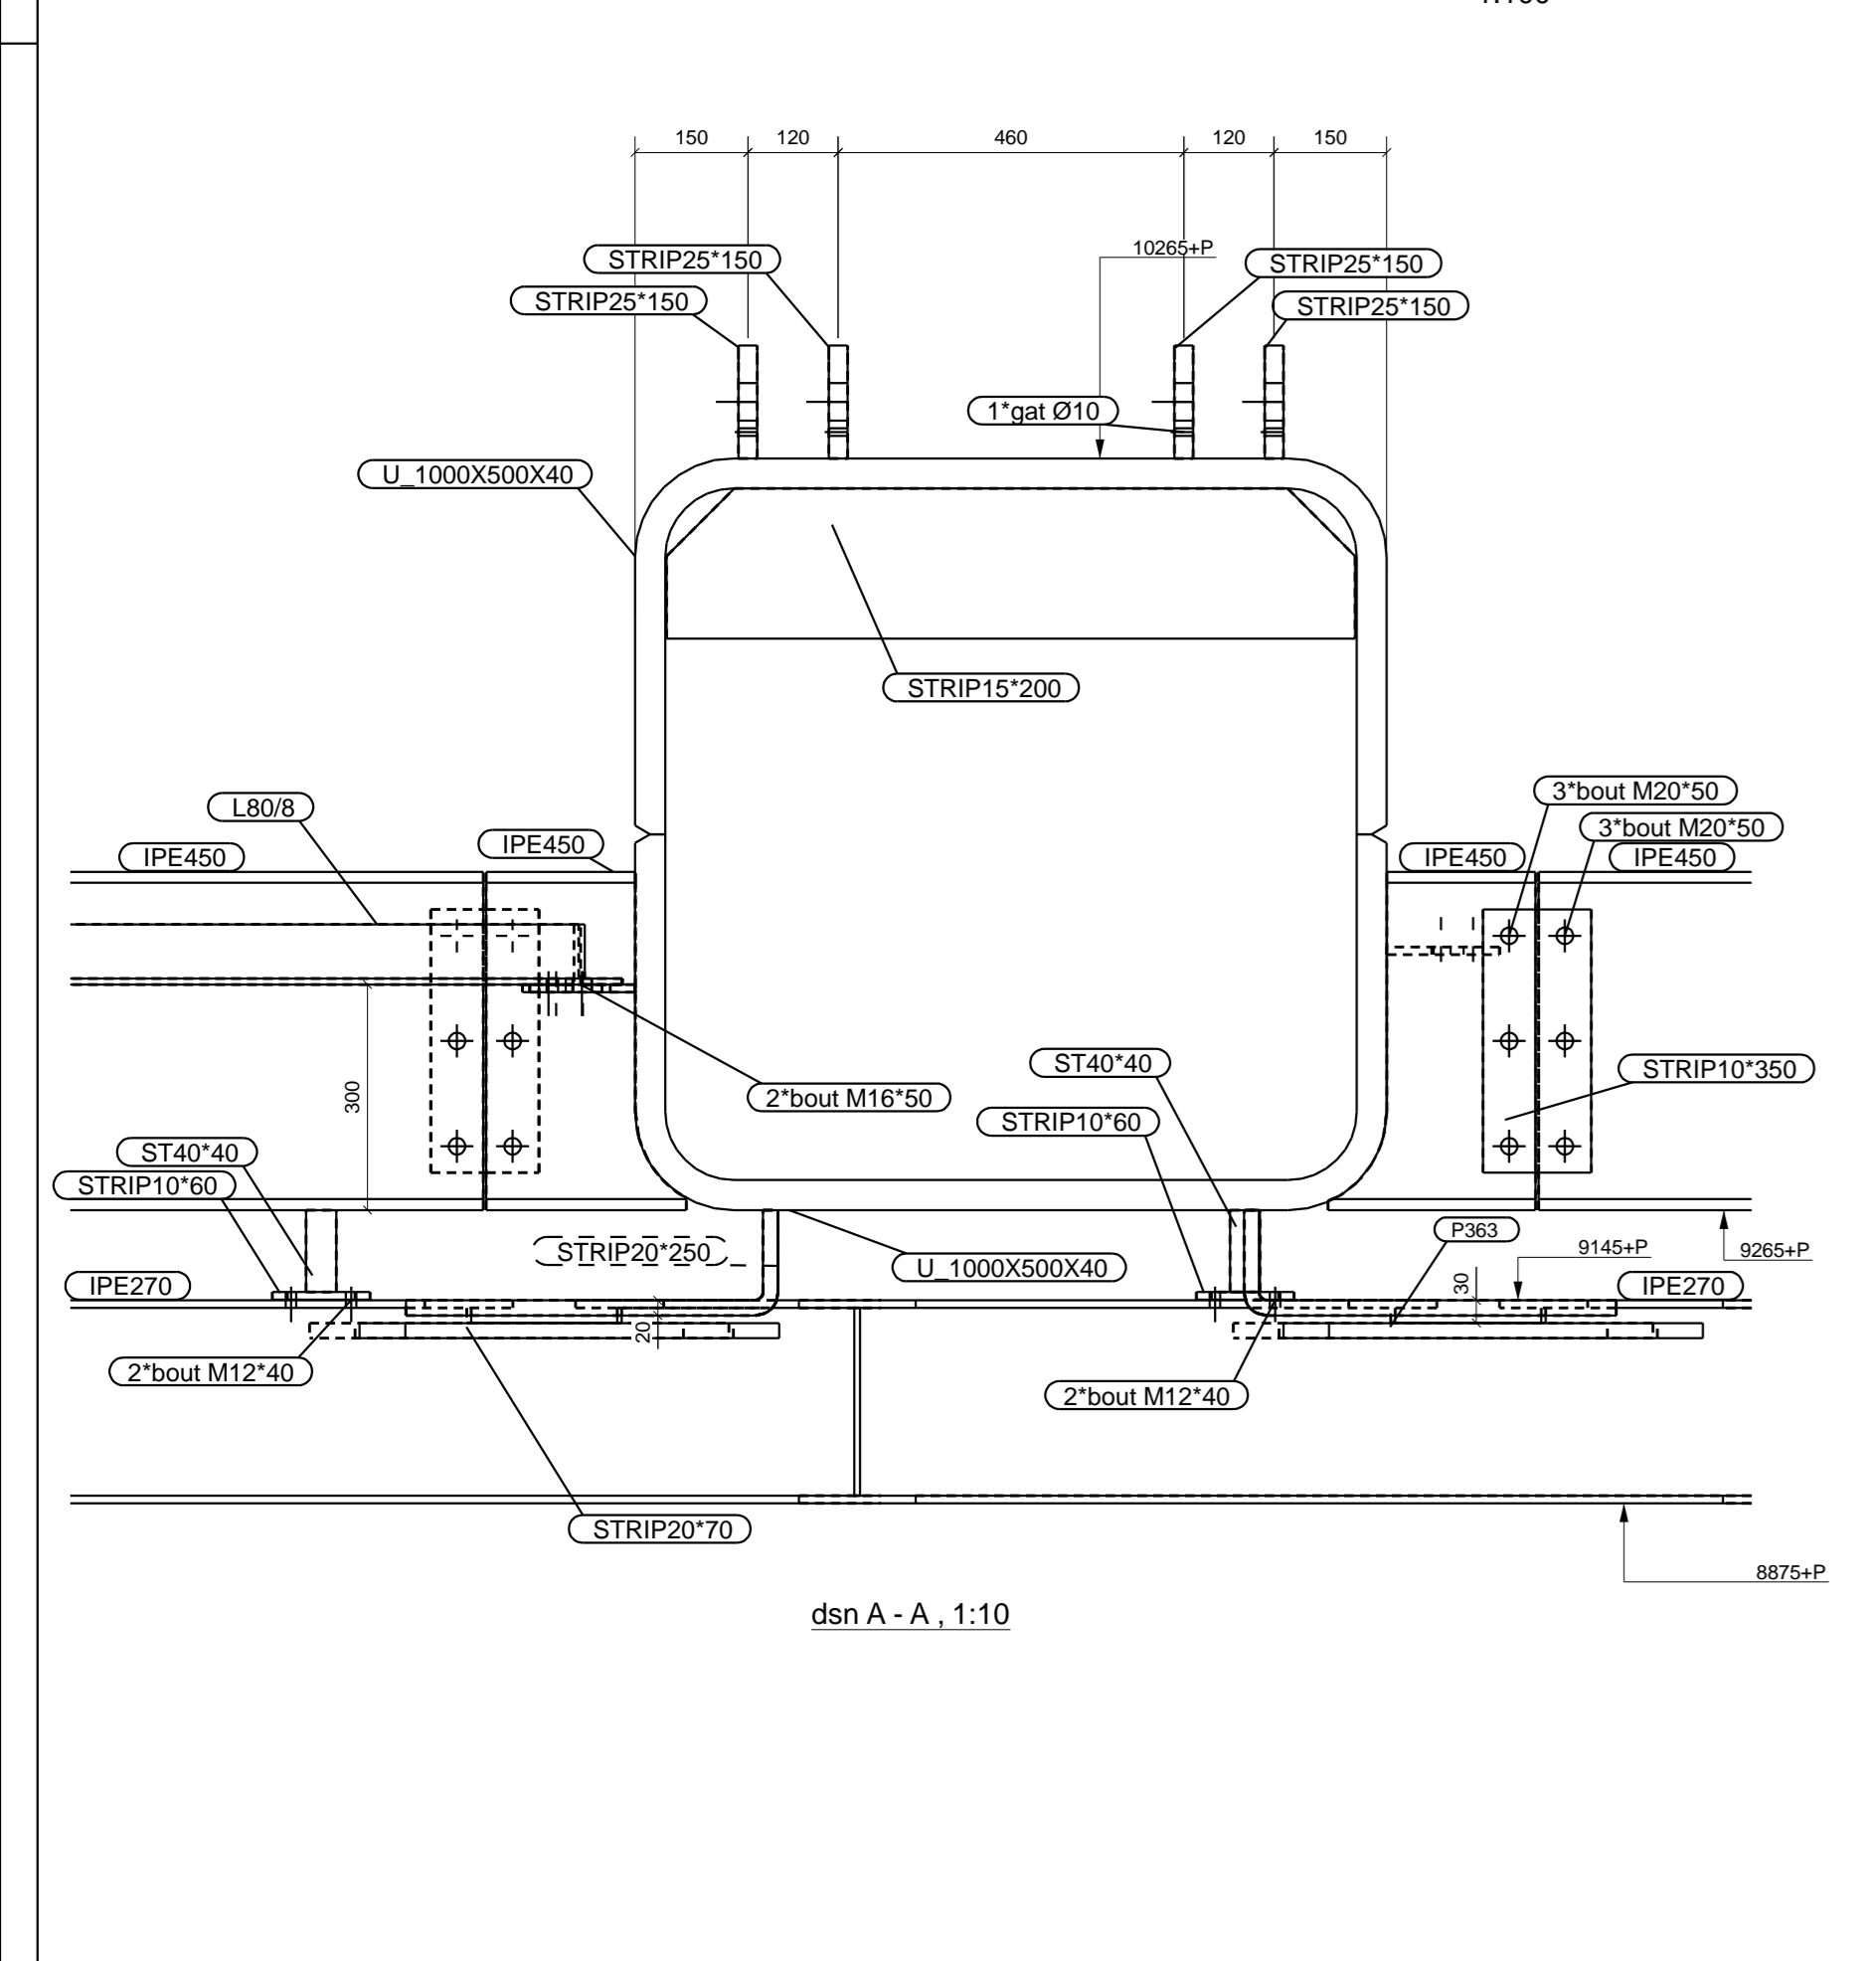 150 120 460 120 150
10265+P
STRIP25*150
STRIP25*150
STRIP25*150
STRIP25*150
1*gat Ø10
U_1000X500X40
STRIP15*200
L80/8
3*bout M20*50
3*bout M20*50
IPE450
IPE450
IPE450
IPE450
300
2*bout M16*50
ST40*40
STRIP10*60
STRIP10*350
ST40*40
STRIP10*60
STRIP20*250
U_1000X500X40
P363
9145+P
9265+P
IPE270
IPE270
30
20
2*bout M12*40
2*bout M12*40
STRIP20*70
8875+P
dsn A - A , 1:10